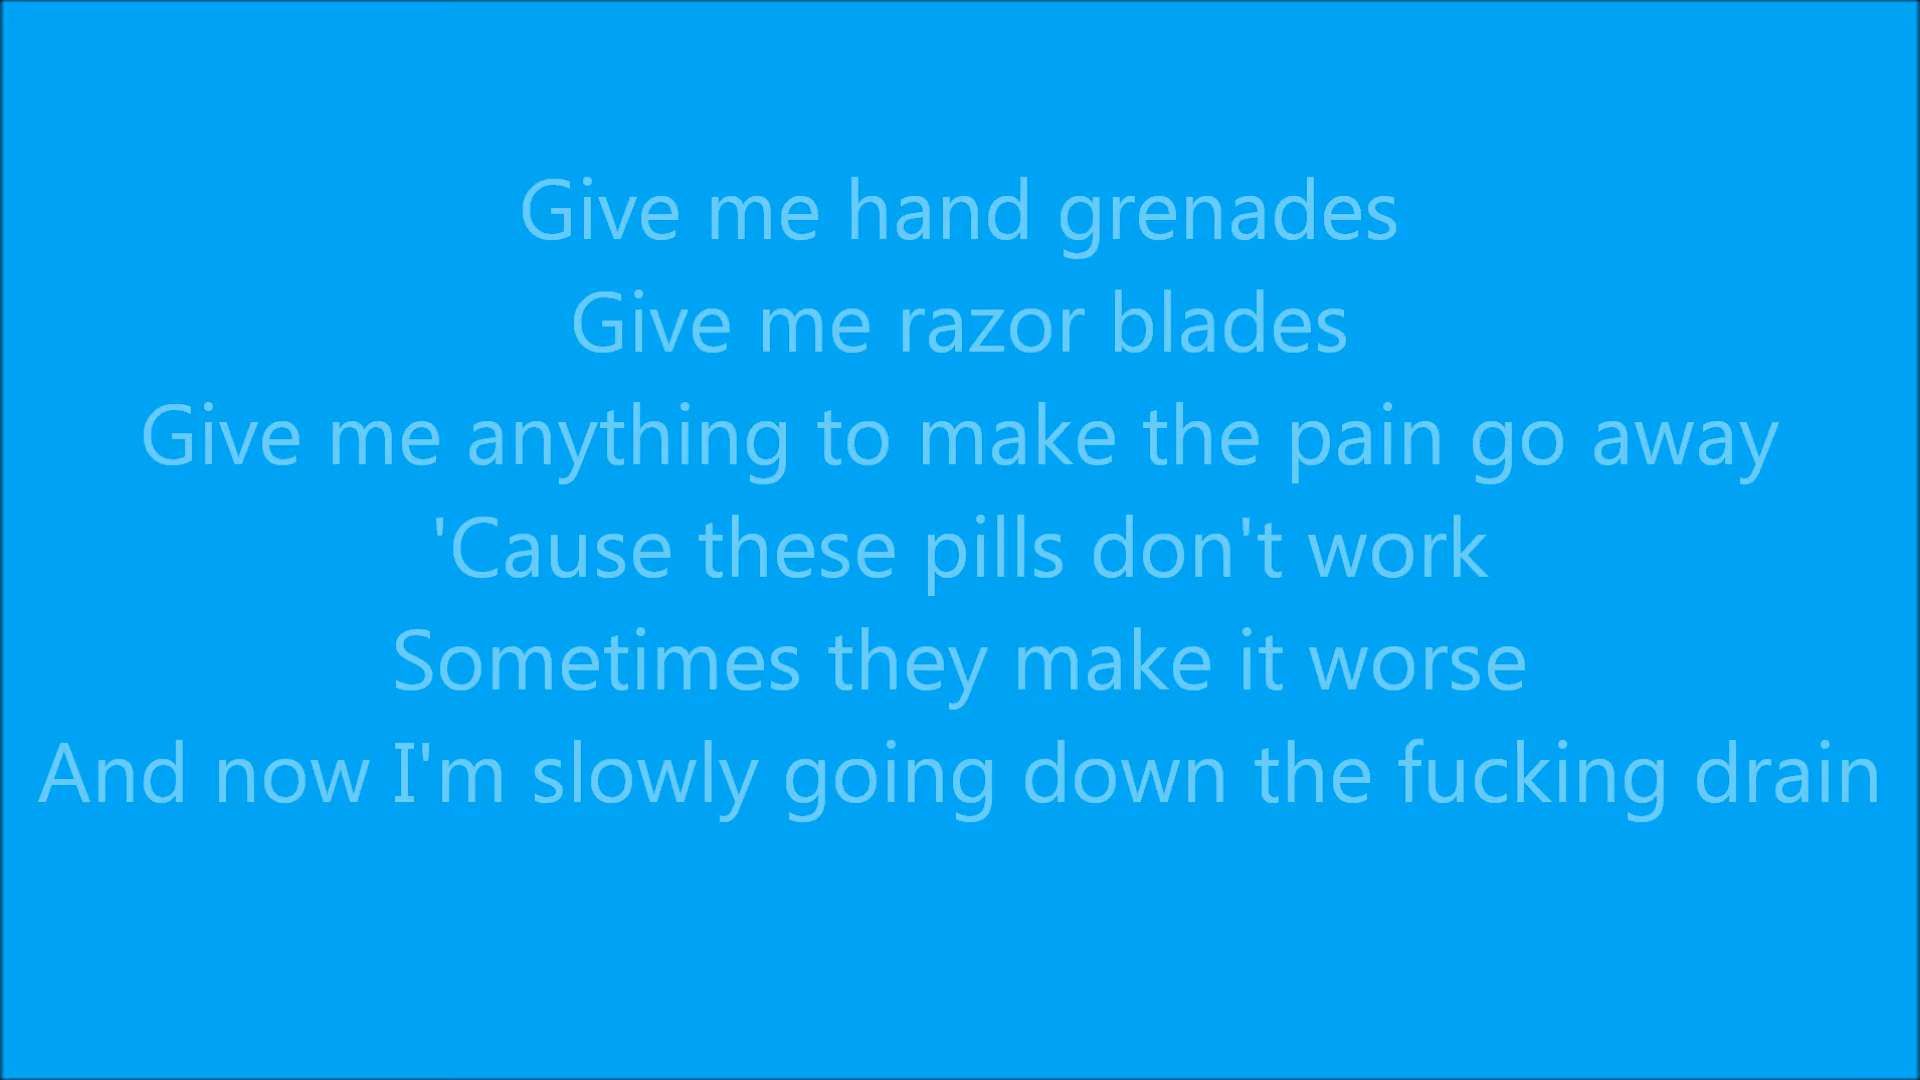 Give me hand grenades
Give me razor blades
Give me anything to make the pain go away
'Cause these pills don't work
Sometimes they make it worse
And now I'm slowly going down the fucking drain